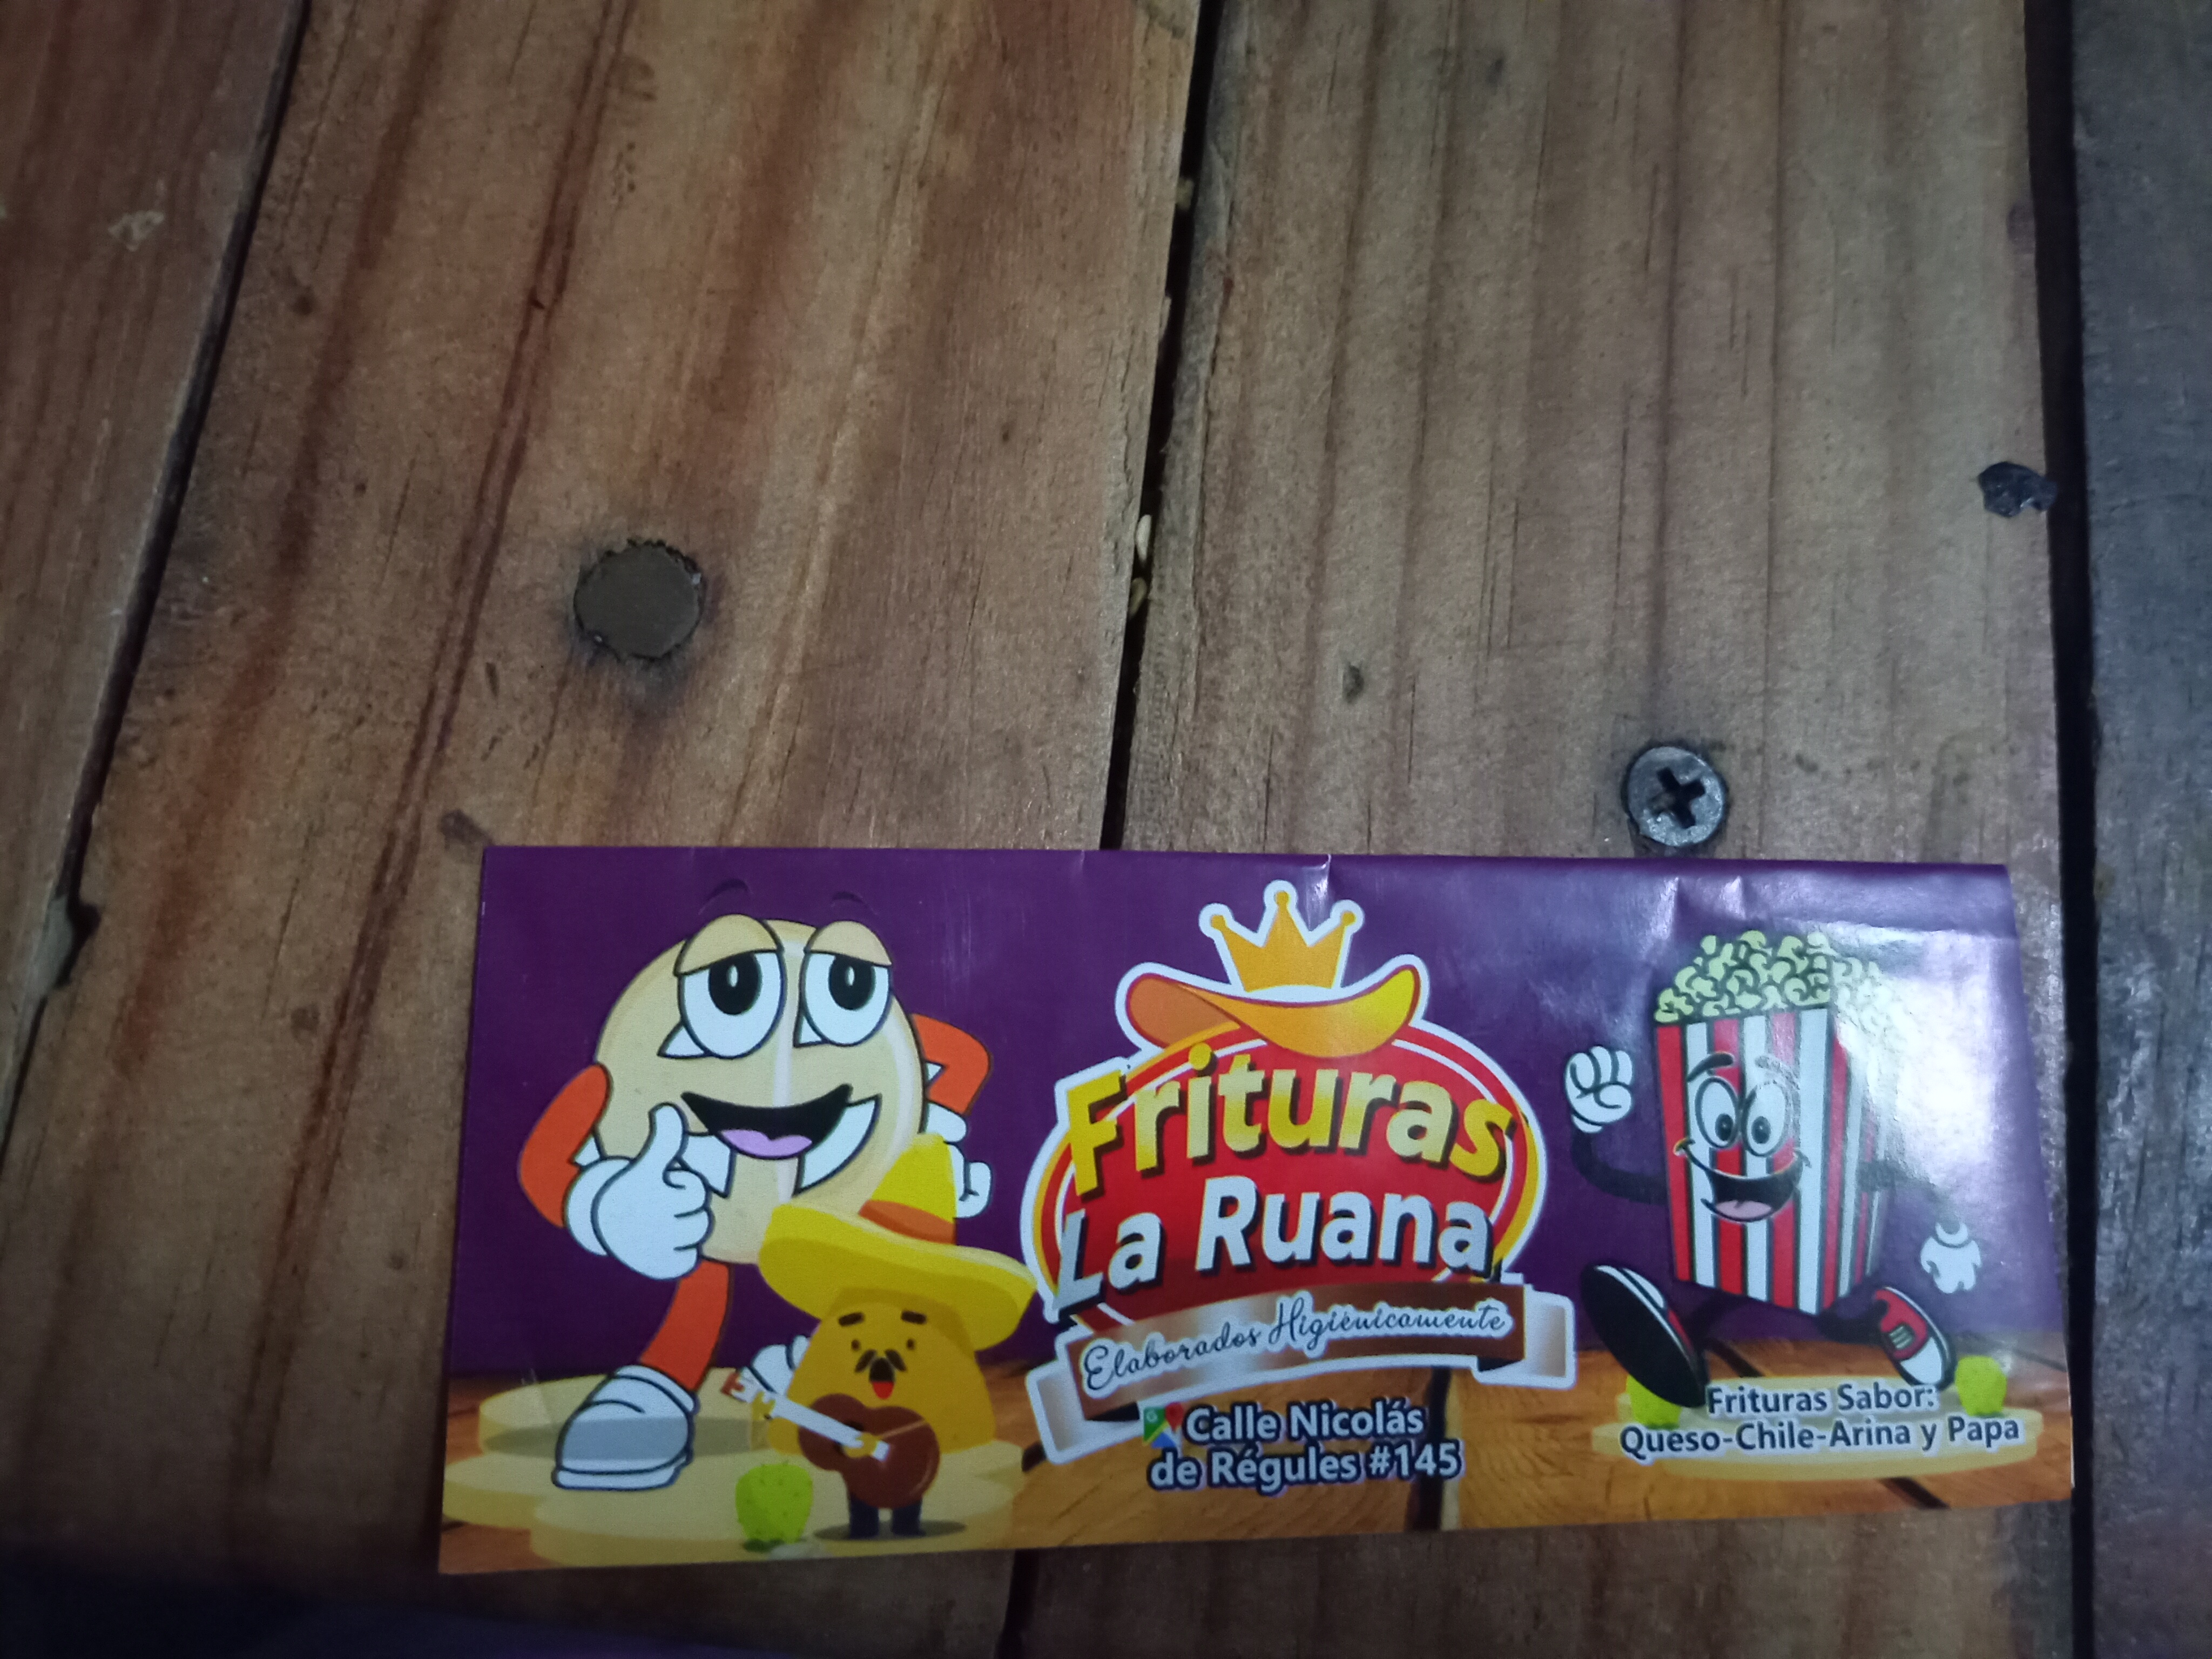 Frituras
La Ruana
Elaborados Higiénicamente
Calle Nicolás
de Régules #145
Frituras Sabor:
Queso-Chile-Arina y Papa